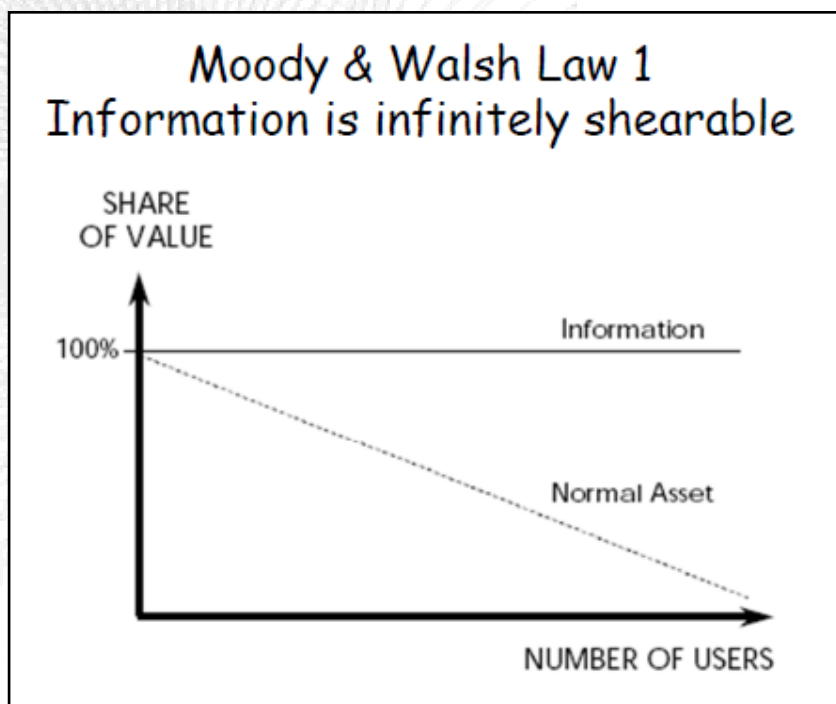 Moody & Walsh Law 1
Information is infinitely shearable
SHARE
OF VALUE
100%
Information
Normal Asset
NUMBER OF USERS